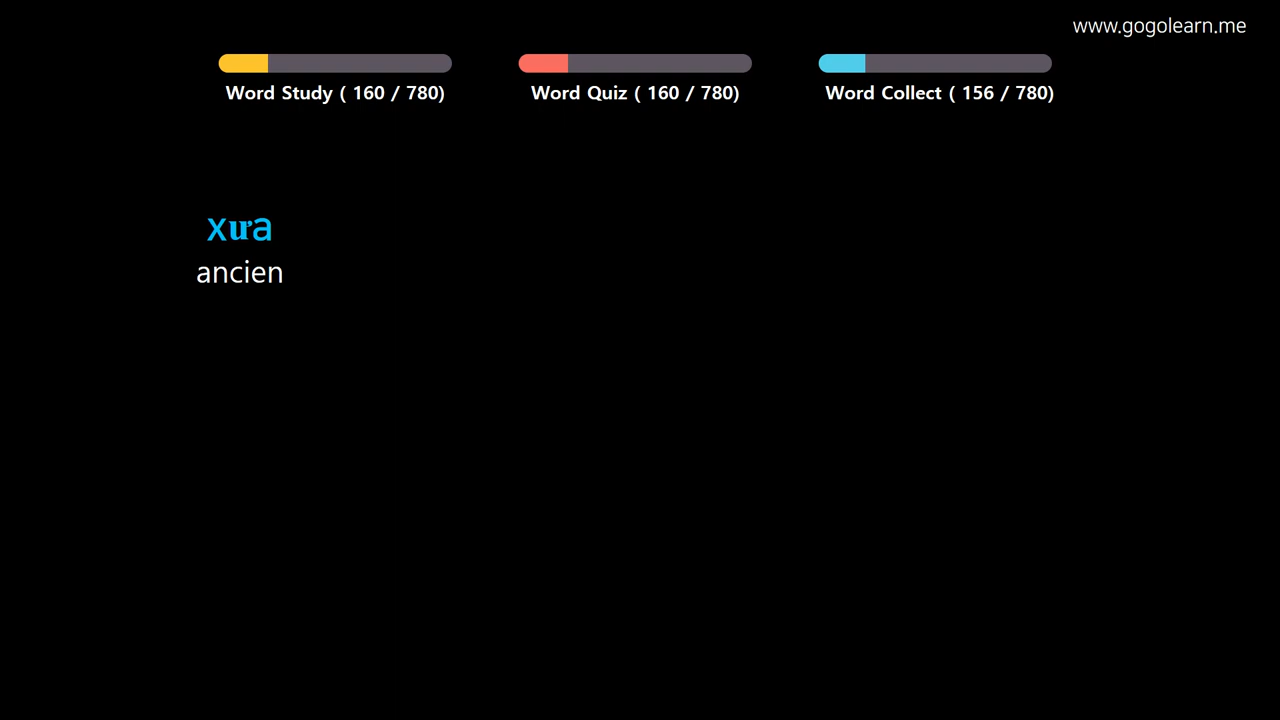 www.gogolearn.me
Word Study ( 160 / 780)
Word Quiz ( 160 / 780)
Word Collect ( 156 / 780)
xưa
ancien